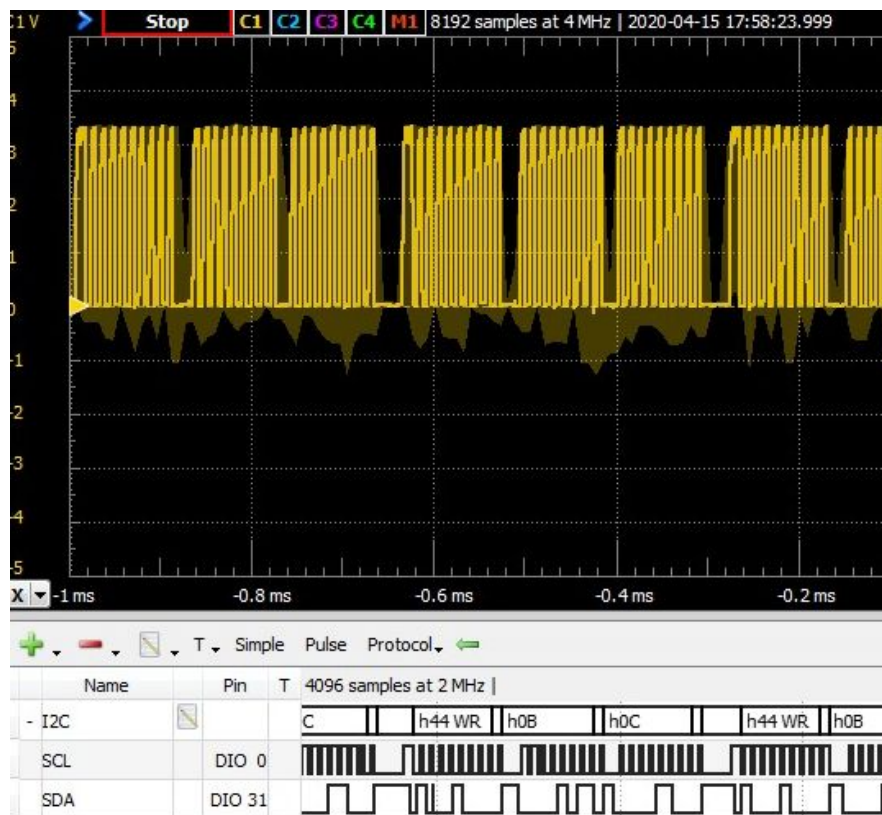 C1 V Stop C1 C2 C3 C4 M1 8192 samples at 4 MHz | 2020-04-15 17:58:23.999
5
4
3
2
1
0
-1
-2
-3
-4
-5
X -1 ms -0.8 ms -0.6 ms -0.4 ms -0.2 ms
T Simple Pulse Protocol
Name Pin T 4096 samples at 2 MHz |
- I2C C h44 WR h0B h0C h44 WR h0B
SCL DIO 0
SDA DIO 31